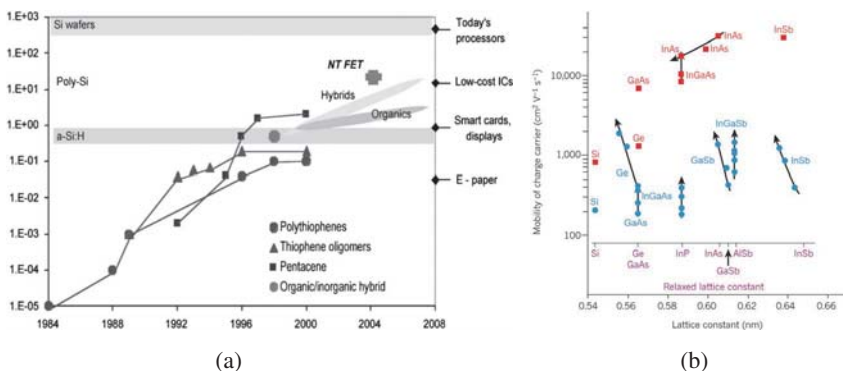 1.E+03
Si wafers
1.E+02
Poly-Si
1.E+01
1.E+00
a-Si:H
1.E-01
1.E-02
1.E-03
1.E-04
1.E-05
NT FET
Hybrids
Organics
Today's
processors
Low-cost ICs
Smart cards,
displays
E - paper
Polythiophenes
Thiophene oligomers
Pentacene
Organic/inorganic hybrid
1984 1988 1992 1996 2000 2004 2008
(a)
Mobility of charge carrier (cm² V⁻¹ s⁻¹)
10,000
1,000
100
InAs
InSb
InAs
InAs
GaAs
InGaAs
InGaSb
Ge
Si
GaSb
InSb
Ge
InGaAs
Si
GaAs
Si Ge InP InAs AlSb InSb
GaAs
GaSb
Relaxed lattice constant
0.54 0.56 0.58 0.60 0.62 0.64 0.66
Lattice constant (nm)
(b)